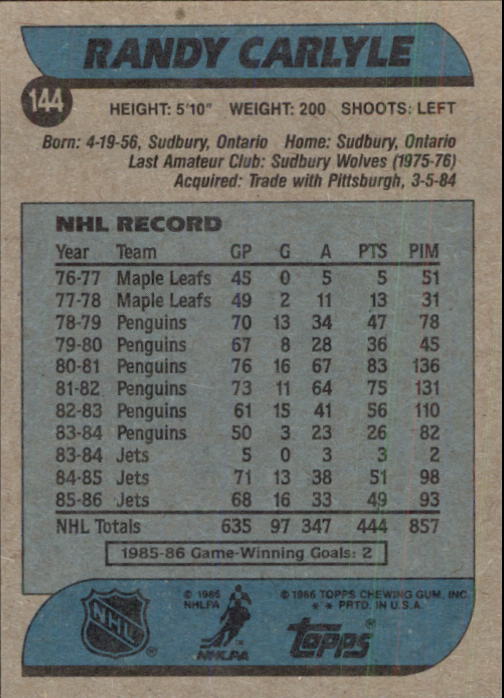 RANDY CARLYLE
144
HEIGHT: 5'10" WEIGHT: 200 SHOOTS: LEFT
Born: 4-19-56, Sudbury, Ontario Home: Sudbury, Ontario
Last Amateur Club: Sudbury Wolves (1975-76)
Acquired: Trade with Pittsburgh, 3-5-84
NHL RECORD
Year Team GP G A PTS PIM
76-77 Maple Leafs 45 0 5 5 51
77-78 Maple Leafs 49 2 11 13 31
78-79 Penguins 70 13 34 47 78
79-80 Penguins 67 8 28 36 45
80-81 Penguins 76 16 67 83 136
81-82 Penguins 73 11 64 75 131
82-83 Penguins 61 15 41 56 110
83-84 Penguins 50 3 23 26 82
83-84 Jets 5 0 3 3 2
84-85 Jets 71 13 38 51 98
85-86 Jets 68 16 33 49 93
NHL Totals 635 97 347 444 857
1985-86 Game-Winning Goals: 2
NHL ®
© 1986
NHLPA
™
NHLPA
© 1986 TOPPS CHEWING GUM, INC.
* * PRTD. IN U.S.A.
Topps®